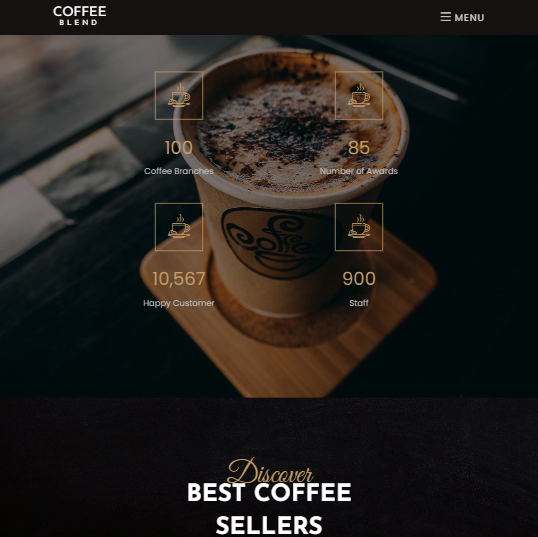 COFFEE
BLEND
MENU
100
85
Coffee Branches
Number of Awards
Coffee
10,567
900
Happy Customer
Staff
Discover
BEST COFFEE
SELLERS